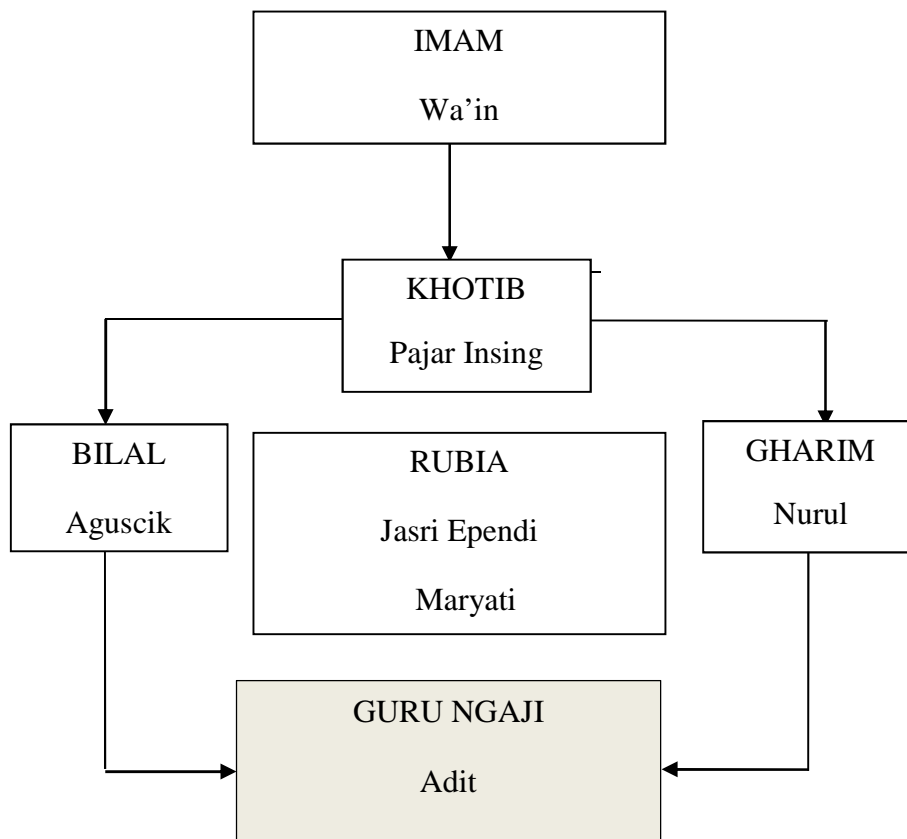 IMAM
Wa’in
KHOTIB
Pajar Insing
BILAL
Aguscik
RUBIA
Jasri Ependi
Maryati
GHARIM
Nurul
GURU NGAJI
Adit